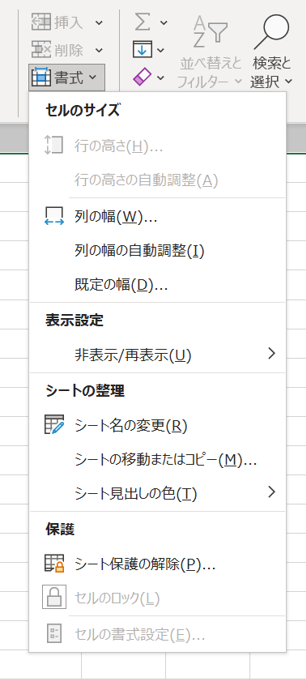 挿入
削除
書式
Σ
A
Z
並べ替えと
フィルター
検索と
選択
セルのサイズ
行の高さ(H)...
行の高さの自動調整(A)
列の幅(W)...
列の幅の自動調整(I)
既定の幅(D)...
表示設定
非表示/再表示(U)
シートの整理
シート名の変更(R)
シートの移動またはコピー(M)...
シート見出しの色(T)
保護
シート保護の解除(P)...
セルのロック(L)
セルの書式設定(E)...